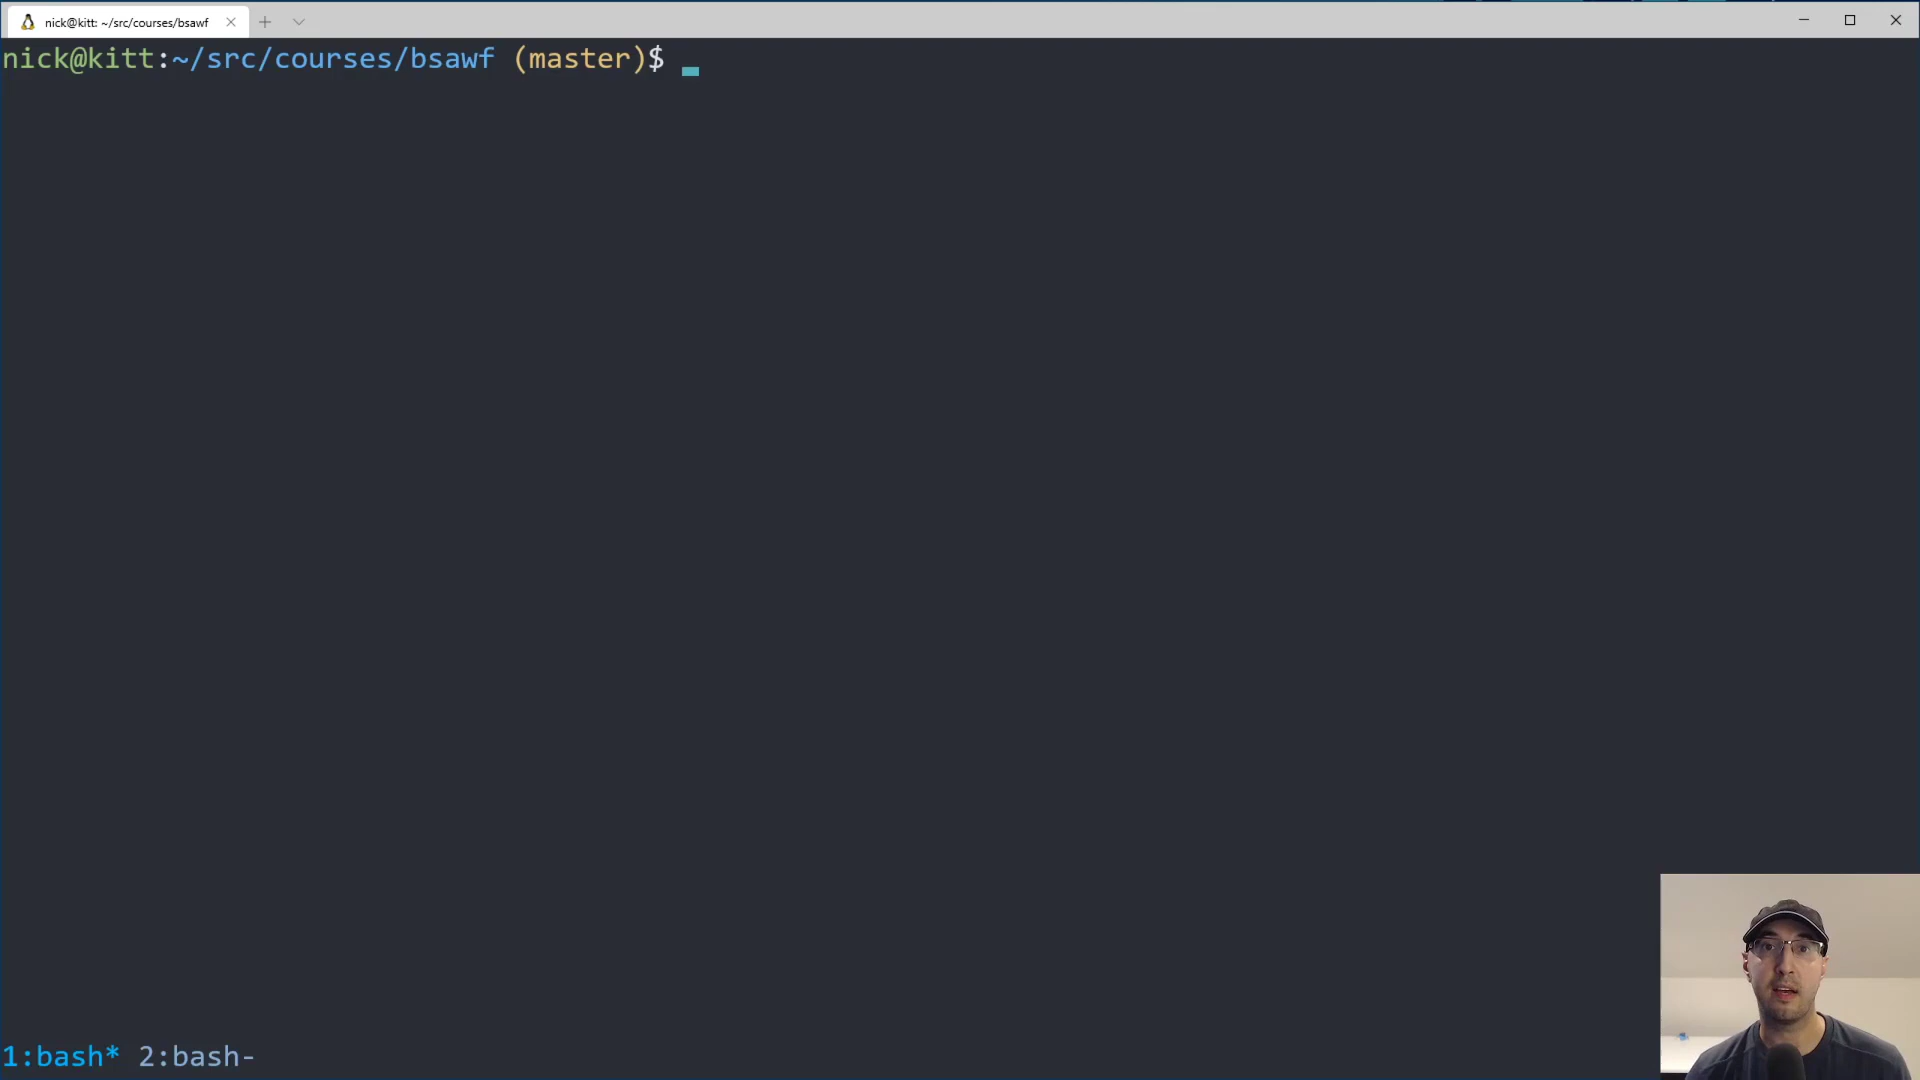 nick@kitt: ~/src/courses/bsawf
nick@kitt:~/src/courses/bsawf (master)$
1:bash* 2:bash-